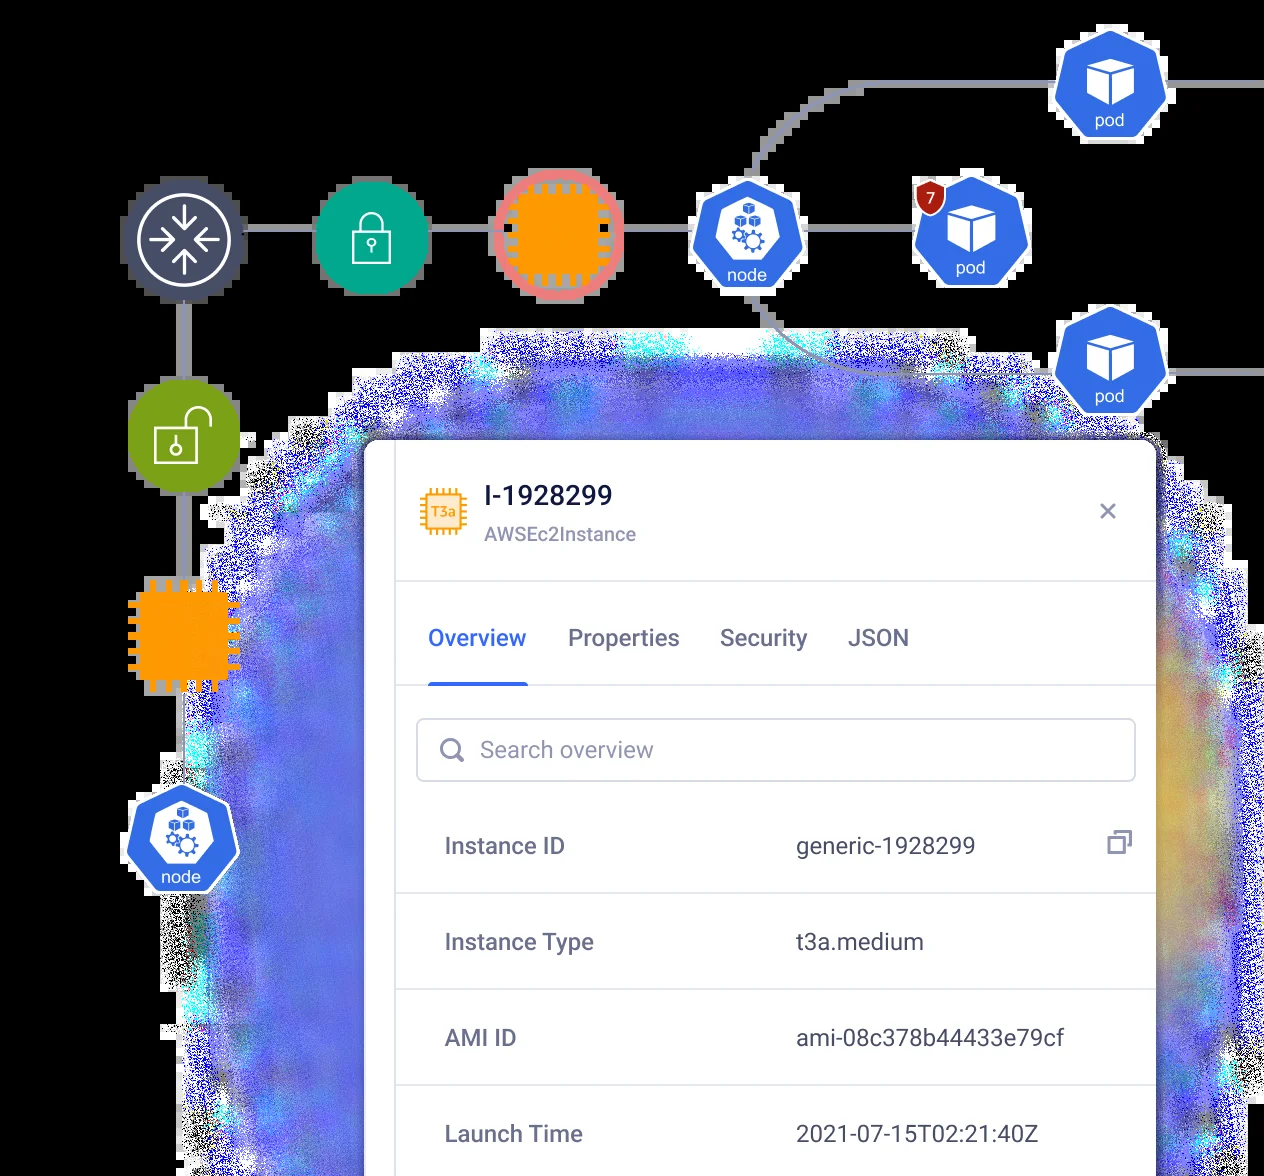 pod
7
node
pod
pod
I-1928299
T3a
AWSEc2Instance
Overview Properties Security JSON
Search overview
Instance ID generic-1928299
node
Instance Type t3a.medium
AMI ID ami-08c378b44433e79cf
Launch Time 2021-07-15T02:21:40Z